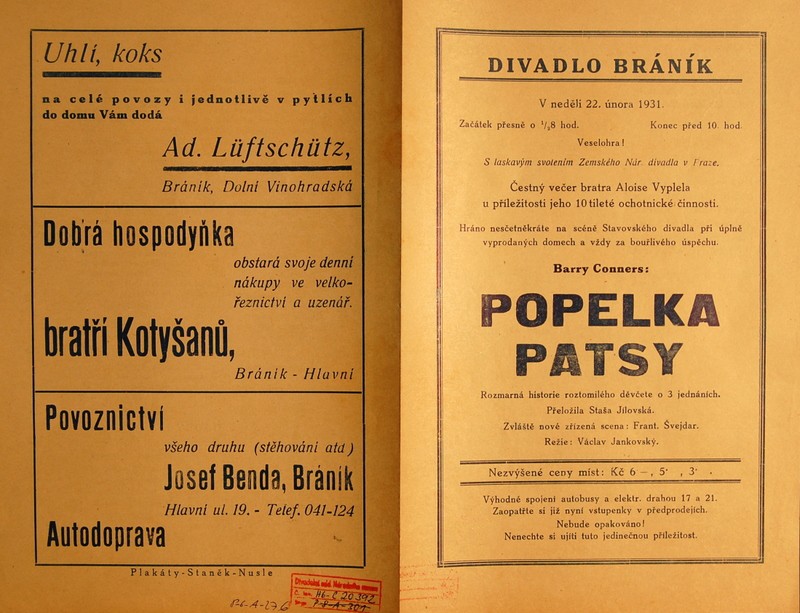 Uhlí, koks
na celé povozy i jednotlivě v pytlích
do domu Vám dodá
Ad. Lüftschütz,
Bráník, Dolní Vinohradská
Dobrá hospodyňka
obstará svoje denní
nákupy ve velko-
řeznictví a uzenář.
bratří Kotyšanů,
Bráník - Hlavní
Povoznictví
všeho druhu (stěhování atd)
Josef Benda, Bráník
Hlavní ul. 19. - Telef. 041-124
Autodoprava
Plakáty-Staněk-Nusle
DIVADLO BRÁNÍK
V neděli 22. února 1931.
Začátek přesně o ½8 hod. Konec před 10 hod.
Veselohra!
S laskavým svolením Zemského Nár. divadla v Praze.
Čestný večer bratra Aloise Vyplela
u příležitosti jeho 10tileté ochotnické činnosti.
Hráno nesčetněkráte na scéně Stavovského divadla při úplně
vyprodaných domech a vždy za bouřlivého úspěchu.
Barry Conners:
POPELKA
PATSY
Rozmarná historie roztomilého děvčete o 3 jednáních.
Přeložila Staša Jílovská.
Zvláště nově zřízená scena: Frant. Švejdar.
Režie: Václav Jankovský.
Nezvýšené ceny míst: Kč 6 –, 5· , 3· .
Výhodné spojení autobusy a elektr. drahou 17 a 21.
Zaopatřte si již nyní vstupenky v předprodejích.
Nebude opakováno!
Nenechte si ujíti tuto jedinečnou příležitost.